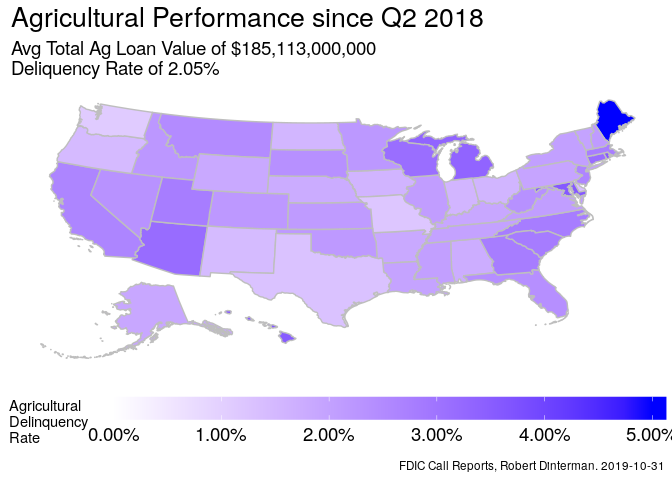 Agricultural Performance since Q2 2018
Avg Total Ag Loan Value of $185,113,000,000
Deliquency Rate of 2.05%
Agricultural
Delinquency
Rate
0.00% 1.00% 2.00% 3.00% 4.00% 5.00%
FDIC Call Reports, Robert Dinterman. 2019-10-31